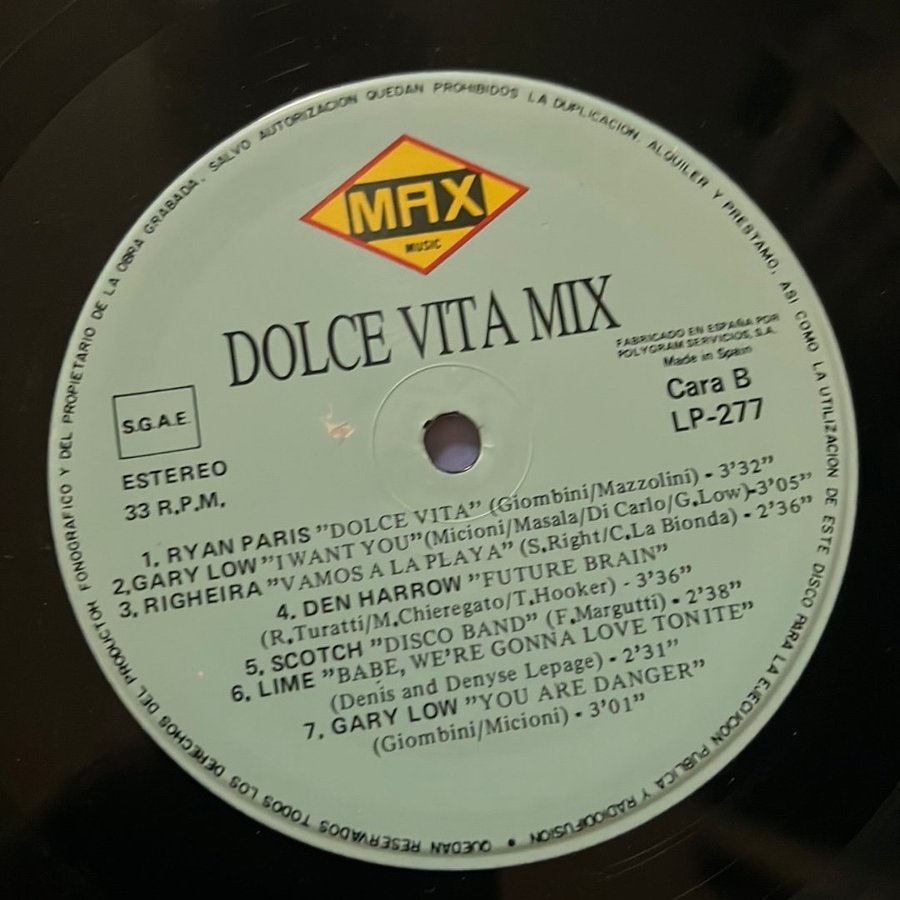 QUEDAN RESERVADOS TODOS LOS DERECHOS DEL PRODUCTOR FONOGRAFICO Y DEL PROPIETARIO DE LA OBRA GRABADA. SALVO AUTORIZACION QUEDAN PROHIBIDOS LA DUPLICACION, ALQUILER Y PRESTAMO, ASI COMO LA UTILIZACION DE ESTE DISCO PARA LA EJECUCION PUBLICA Y RADIODIFUSION •
MAX
MUSIC
DOLCE VITA MIX
FABRICADO EN ESPAÑA POR
POLYGRAM SERVICIOS, S.A.
Made in Spain
Cara B
LP-277
S.G.A.E.
ESTEREO
33 R.P.M.
1. RYAN PARIS "DOLCE VITA" (Giombini/Mazzolini) - 3'32"
2. GARY LOW "I WANT YOU" (Micioni/Masala/Di Carlo/G.Low)-3'05"
3. RIGHEIRA "VAMOS A LA PLAYA" (S.Right/C.La Bionda) - 2'36"
4. DEN HARROW "FUTURE BRAIN"
(R.Turatti/M.Chieregato/T.Hooker) - 3'36"
5. SCOTCH "DISCO BAND" (F.Margutti) - 2'38"
6. LIME "BABE, WE'RE GONNA LOVE TONITE"
(Denis and Denyse Lepage) - 2'31"
7. GARY LOW "YOU ARE DANGER"
(Giombini/Micioni) - 3'01"